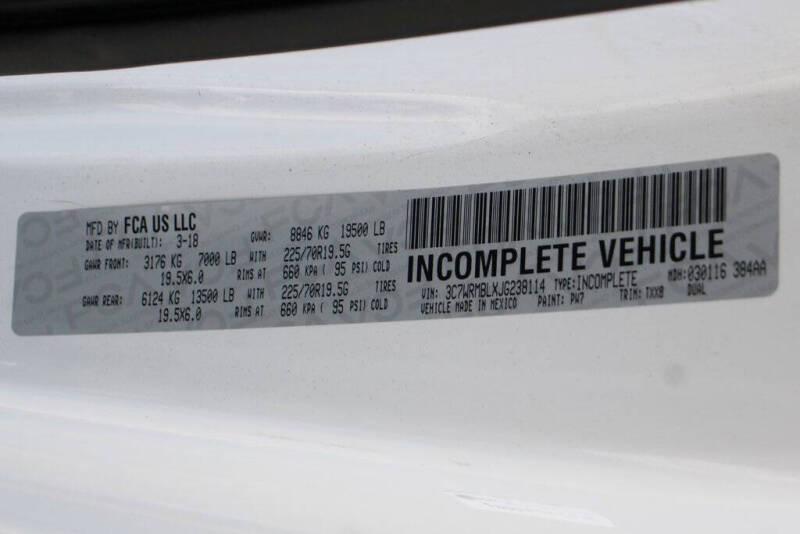 MFD BY FCA US LLC
DATE OF MFR(BUILT): 3-18 GVWR: 8846 KG 19500 LB
GAWR FRONT: 3176 KG 7000 LB WITH 225/70R19.5G TIRES
19.5X6.0 RIMS AT 660 KPA ( 95 PSI) COLD
GAWR REAR: 6124 KG 13500 LB WITH 225/70R19.5G TIRES
19.5X6.0 RIMS AT 660 KPA ( 95 PSI) COLD
INCOMPLETE VEHICLE
VIN: 3C7WRMBLXJG238114 TYPE: INCOMPLETE MDH: 030116 384AA
VEHICLE MADE IN MEXICO PAINT: PW7 TRIM: TXX8 DUAL